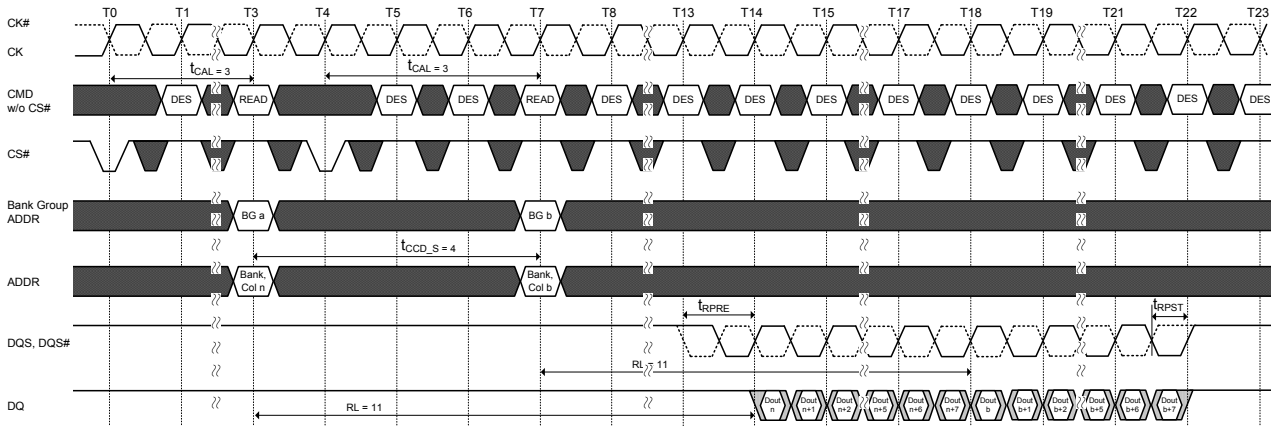 T0 T1 T3 T4 T5 T6 T7 T8 T13 T14 T15 T17 T18 T19 T21 T22 T23
CK#
CK
tCAL = 3 tCAL = 3
CMD
w/o CS#
DES READ DES DES READ DES DES DES DES DES DES DES DES DES DES
CS#
Bank Group
ADDR
BG a BG b
tCCD_S = 4
ADDR
Bank,
Col n
Bank,
Col b
tRPRE tRPST
DQS, DQS#
RL = 11
DQ
RL = 11
Dout
n
Dout
n+1
Dout
n+2
Dout
n+5
Dout
n+6
Dout
n+7
Dout
b
Dout
b+1
Dout
b+2
Dout
b+5
Dout
b+6
Dout
b+7